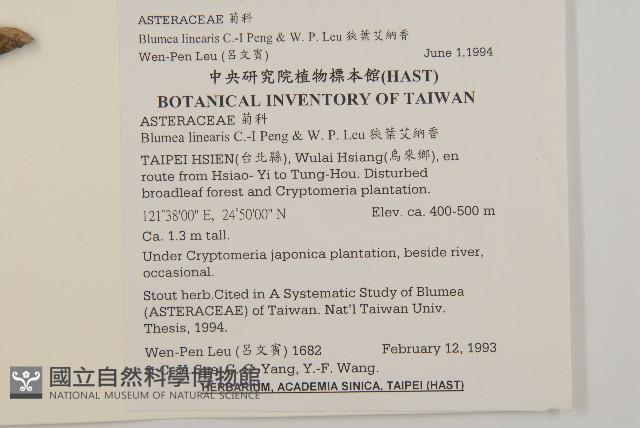 ASTERACEAE 菊科
Blumea linearis C.-I Peng & W. P. Leu 狹葉艾納香
Wen-Pen Leu (呂文賓) June 1,1994
中央研究院植物標本館(HAST)
BOTANICAL INVENTORY OF TAIWAN
ASTERACEAE 菊科
Blumea linearis C.-I Peng & W. P. Leu 狹葉艾納香
TAIPEI HSIEN(台北縣), Wulai Hsiang(烏來鄉), en
route from Hsiao- Yi to Tung-Hou. Disturbed
broadleaf forest and Cryptomeria plantation.
121°38'00" E, 24°50'00" N Elev. ca. 400-500 m
Ca. 1.3 m tall.
Under Cryptomeria japonica plantation, beside river,
occasional.
Stout herb.Cited in A Systematic Study of Blumea
(ASTERACEAE) of Taiwan. Nat'l Taiwan Univ.
Thesis, 1994.
Wen-Pen Leu (呂文賓) 1682 February 12, 1993
Yang, Y.-F. Wang.
HERBARIUM, ACADEMIA SINICA, TAIPEI (HAST)
國立自然科學博物館
NATIONAL MUSEUM OF NATURAL SCIENCE